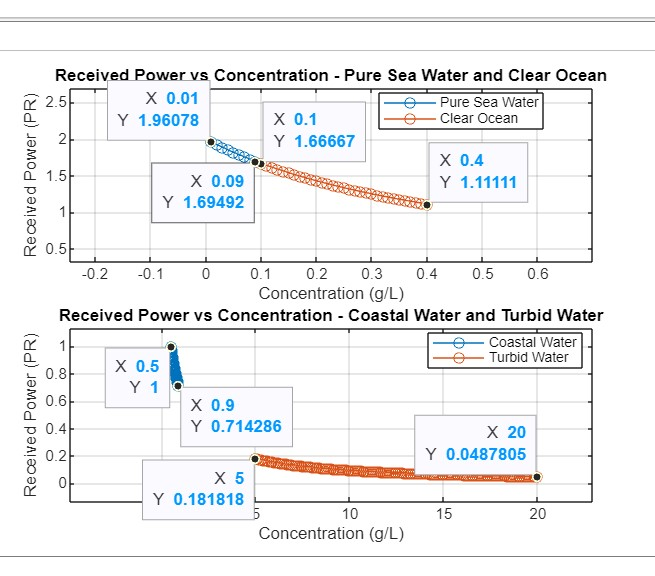 Received Power vs Concentration - Pure Sea Water and Clear Ocean
Received Power (PR)
2.5
2
1.5
1
0.5
X 0.01
Y 1.96078
X 0.1
Y 1.66667
X 0.09
Y 1.69492
X 0.4
Y 1.11111
Pure Sea Water
Clear Ocean
-0.2 -0.1 0 0.1 0.2 0.3 0.4 0.5 0.6
Concentration (g/L)
Received Power vs Concentration - Coastal Water and Turbid Water
Received Power (PR)
1
0.8
0.6
0.4
0.2
0
Coastal Water
Turbid Water
X 0.5
Y 1
X 0.9
Y 0.714286
X 20
Y 0.0487805
X 5
Y 0.181818
5 10 15 20
Concentration (g/L)